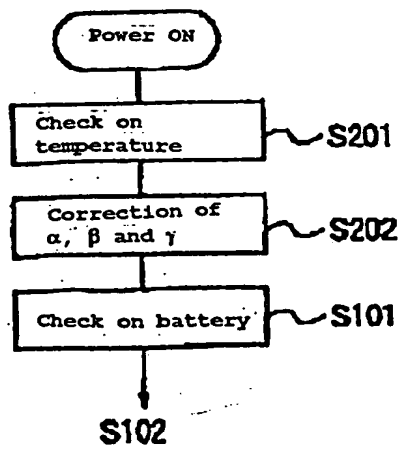 Power ON
Check on
temperature
S201
Correction of
α, β and γ
S202
Check on battery
S101
S102